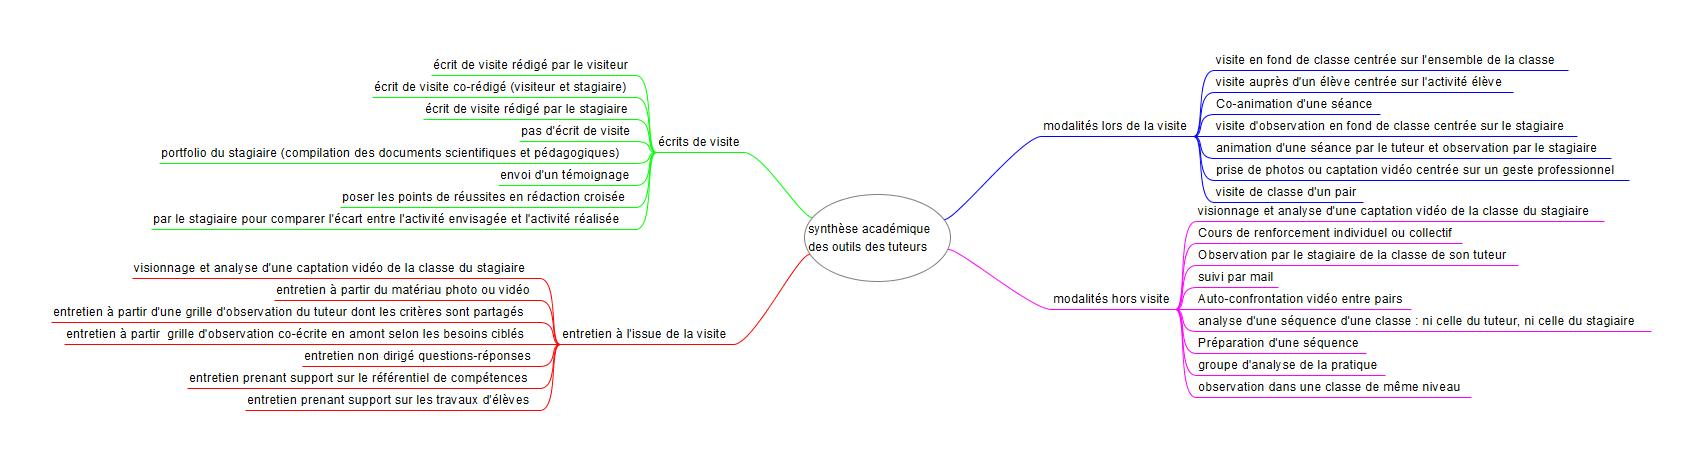 synthèse académique
des outils des tuteurs
écrits de visite
écrit de visite rédigé par le visiteur
écrit de visite co-rédigé (visiteur et stagiaire)
écrit de visite rédigé par le stagiaire
pas d'écrit de visite
portfolio du stagiaire (compilation des documents scientifiques et pédagogiques)
envoi d'un témoignage
poser les points de réussites en rédaction croisée
par le stagiaire pour comparer l'écart entre l'activité envisagée et l'activité réalisée
entretien à l'issue de la visite
visionnage et analyse d'une captation vidéo de la classe du stagiaire
entretien à partir du matériau photo ou vidéo
entretien à partir d'une grille d'observation du tuteur dont les critères sont partagés
entretien à partir  grille d'observation co-écrite en amont selon les besoins ciblés
entretien non dirigé questions-réponses
entretien prenant support sur le référentiel de compétences
entretien prenant support sur les travaux d'élèves
modalités lors de la visite
visite en fond de classe centrée sur l'ensemble de la classe
visite auprès d'un élève centrée sur l'activité élève
Co-animation d'une séance
visite d'observation en fond de classe centrée sur le stagiaire
animation d'une séance par le tuteur et observation par le stagiaire
prise de photos ou captation vidéo centrée sur un geste professionnel
visite de classe d'un pair
modalités hors visite
visionnage et analyse d'une captation vidéo de la classe du stagiaire
Cours de renforcement individuel ou collectif
Observation par le stagiaire de la classe de son tuteur
suivi par mail
Auto-confrontation vidéo entre pairs
analyse d'une séquence d'une classe : ni celle du tuteur, ni celle du stagiaire
Préparation d'une séquence
groupe d'analyse de la pratique
observation dans une classe de même niveau